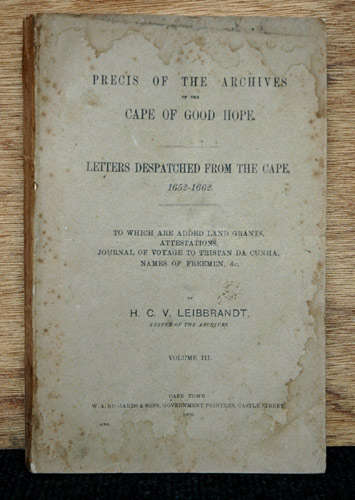 PRECIS OF THE ARCHIVES
OF THE
CAPE OF GOOD HOPE.
LETTERS DESPATCHED FROM THE CAPE,
1652-1662.
TO WHICH ARE ADDED LAND GRANTS,
ATTESTATIONS,
JOURNAL OF VOYAGE TO TRISTAN DA CUNHA,
NAMES OF FREEMEN, &c.
BY
H. C. V. LEIBBRANDT,
KEEPER OF THE ARCHIVES.
VOLUME III.
CAPE TOWN
W. A. RICHARDS & SONS, GOVERNMENT PRINTERS, CASTLE STREET.